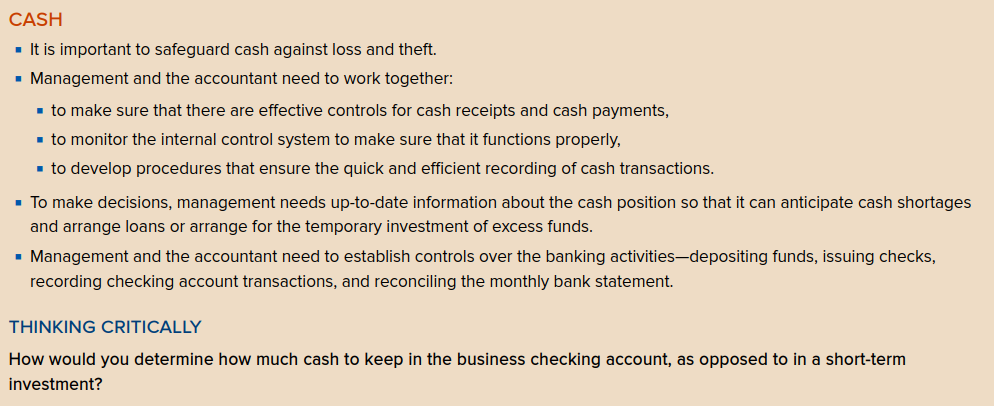 CASH
▪ It is important to safeguard cash against loss and theft.
▪ Management and the accountant need to work together:
▪ to make sure that there are effective controls for cash receipts and cash payments,
▪ to monitor the internal control system to make sure that it functions properly,
▪ to develop procedures that ensure the quick and efficient recording of cash transactions.
▪ To make decisions, management needs up-to-date information about the cash position so that it can anticipate cash shortages
and arrange loans or arrange for the temporary investment of excess funds.
▪ Management and the accountant need to establish controls over the banking activities—depositing funds, issuing checks,
recording checking account transactions, and reconciling the monthly bank statement.
THINKING CRITICALLY
How would you determine how much cash to keep in the business checking account, as opposed to in a short-term
investment?